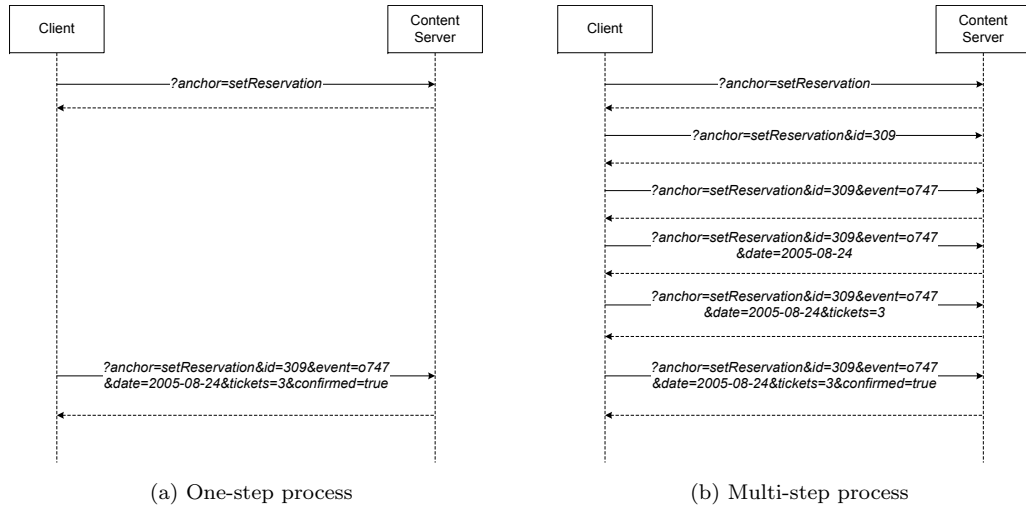 Client
Content
Server
?anchor=setReservation
?anchor=setReservation&id=309&event=o747
&date=2005-08-24&tickets=3&confirmed=true
(a) One-step process
Client
Content
Server
?anchor=setReservation
?anchor=setReservation&id=309
?anchor=setReservation&id=309&event=o747
?anchor=setReservation&id=309&event=o747
&date=2005-08-24
?anchor=setReservation&id=309&event=o747
&date=2005-08-24&tickets=3
?anchor=setReservation&id=309&event=o747
&date=2005-08-24&tickets=3&confirmed=true
(b) Multi-step process